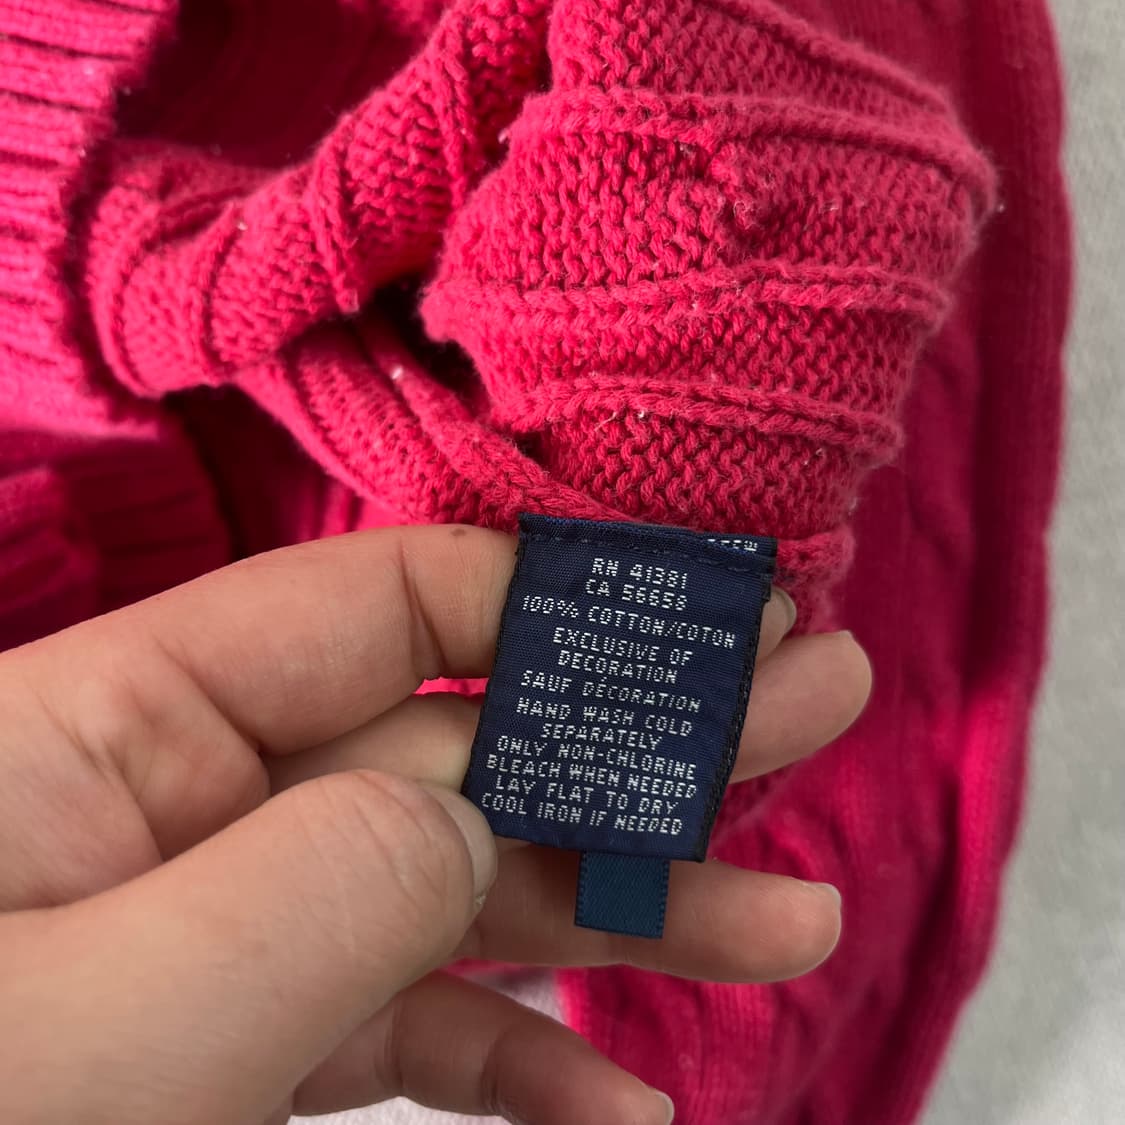 RN 41381
CA 56658
100% COTTON/COTON
EXCLUSIVE OF
DECORATION
SAUF DÉCORATION
HAND WASH COLD
SEPARATELY
ONLY NON-CHLORINE
BLEACH WHEN NEEDED
LAY FLAT TO DRY
COOL IRON IF NEEDED